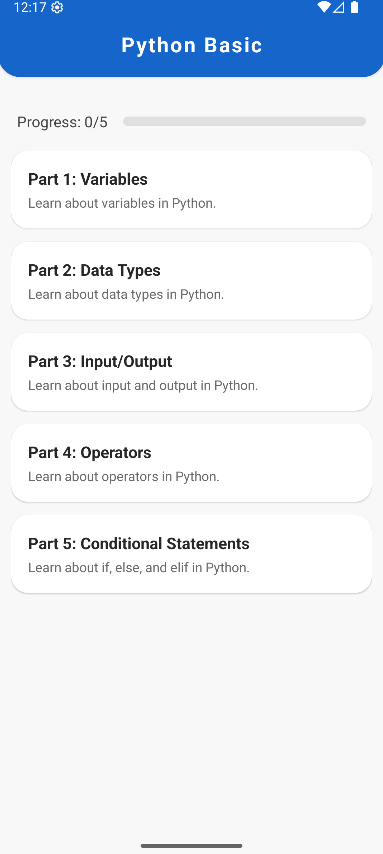 12:17
Python Basic
Progress: 0/5
Part 1: Variables
Learn about variables in Python.
Part 2: Data Types
Learn about data types in Python.
Part 3: Input/Output
Learn about input and output in Python.
Part 4: Operators
Learn about operators in Python.
Part 5: Conditional Statements
Learn about if, else, and elif in Python.